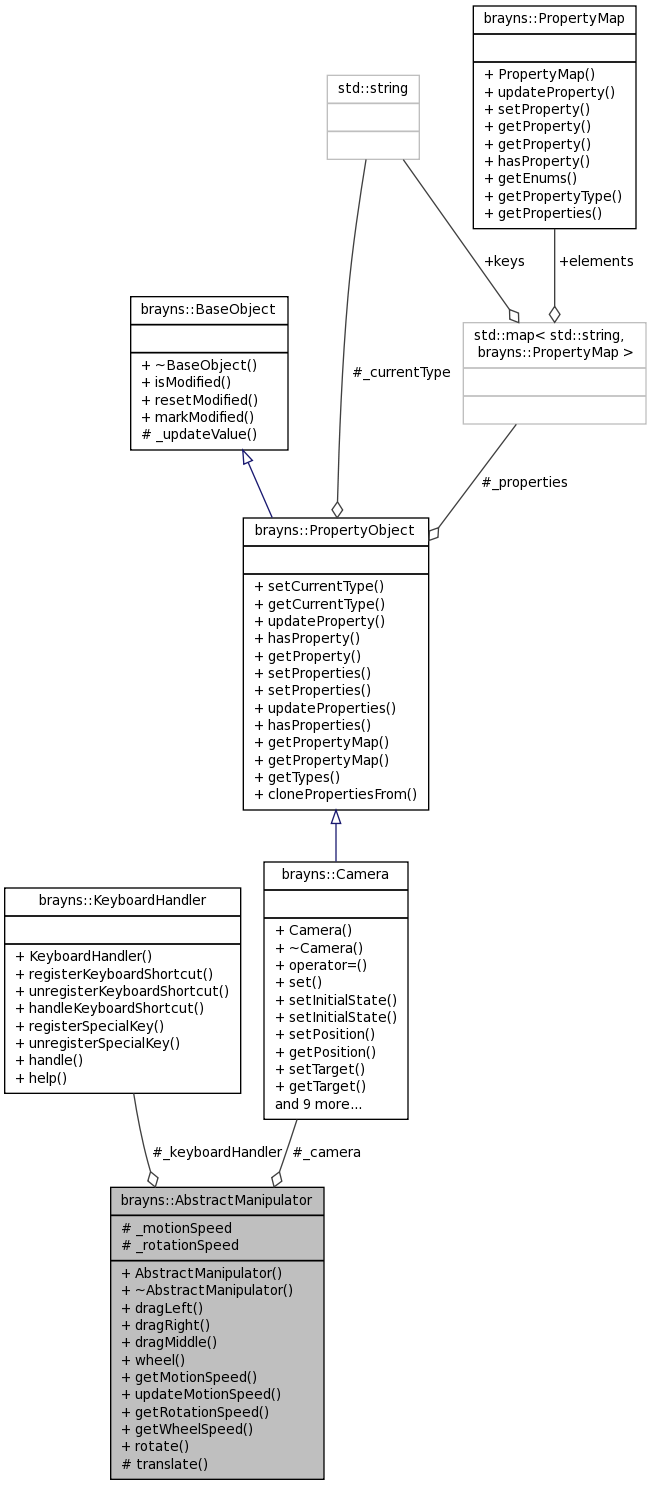 brayns::PropertyMap
+ PropertyMap()
+ updateProperty()
+ setProperty()
+ getProperty()
+ getProperty()
+ hasProperty()
+ getEnums()
+ getPropertyType()
+ getProperties()
std::string
+keys
+elements
brayns::BaseObject
+ ~BaseObject()
+ isModified()
+ resetModified()
+ markModified()
# _updateValue()
std::map< std::string,
brayns::PropertyMap >
#_currentType
#_properties
brayns::PropertyObject
+ setCurrentType()
+ getCurrentType()
+ updateProperty()
+ hasProperty()
+ getProperty()
+ setProperties()
+ setProperties()
+ updateProperties()
+ hasProperties()
+ getPropertyMap()
+ getPropertyMap()
+ getTypes()
+ clonePropertiesFrom()
brayns::KeyboardHandler
+ KeyboardHandler()
+ registerKeyboardShortcut()
+ unregisterKeyboardShortcut()
+ handleKeyboardShortcut()
+ registerSpecialKey()
+ unregisterSpecialKey()
+ handle()
+ help()
brayns::Camera
+ Camera()
+ ~Camera()
+ operator=()
+ set()
+ setInitialState()
+ setInitialState()
+ setPosition()
+ getPosition()
+ setTarget()
+ getTarget()
and 9 more...
#_keyboardHandler
#_camera
brayns::AbstractManipulator
# _motionSpeed
# _rotationSpeed
+ AbstractManipulator()
+ ~AbstractManipulator()
+ dragLeft()
+ dragRight()
+ dragMiddle()
+ wheel()
+ getMotionSpeed()
+ updateMotionSpeed()
+ getRotationSpeed()
+ getWheelSpeed()
+ rotate()
# translate()